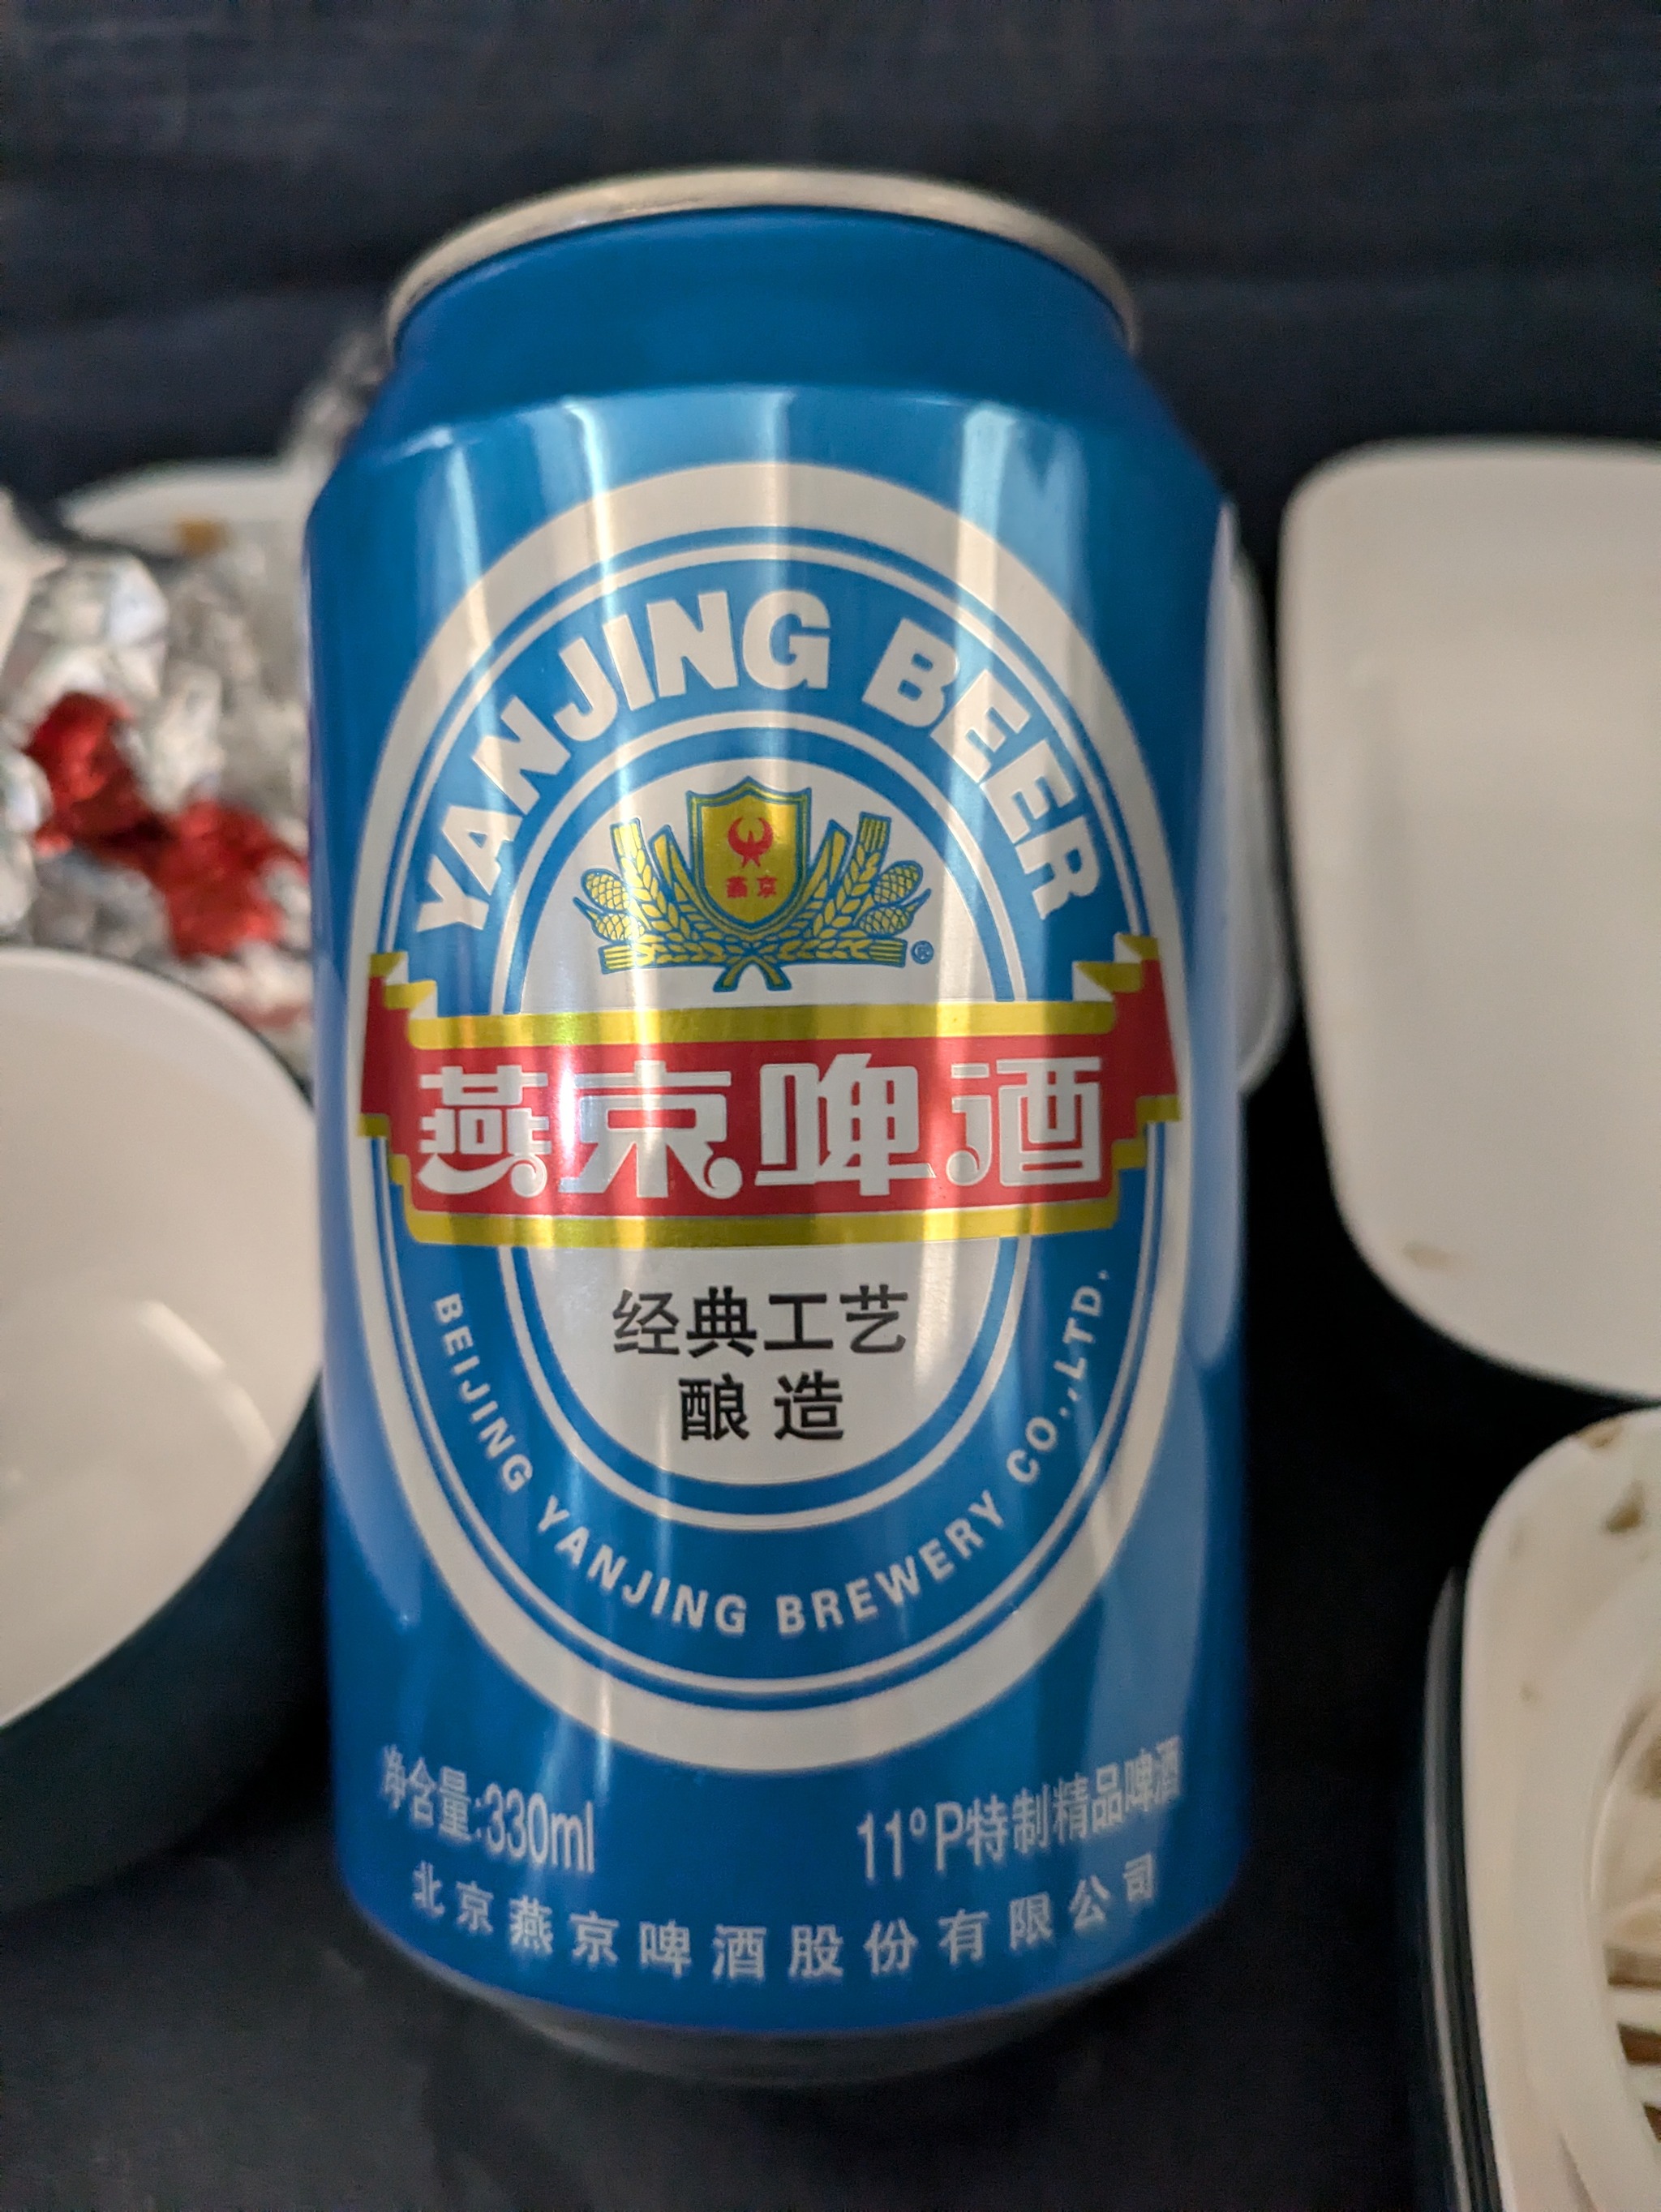 YANJING BEER
燕京
®
燕京啤酒
经典工艺
酿造
BEIJING YANJING BREWERY CO.,LTD.
净含量:330ml
11°P特制精品啤酒
北京燕京啤酒股份有限公司